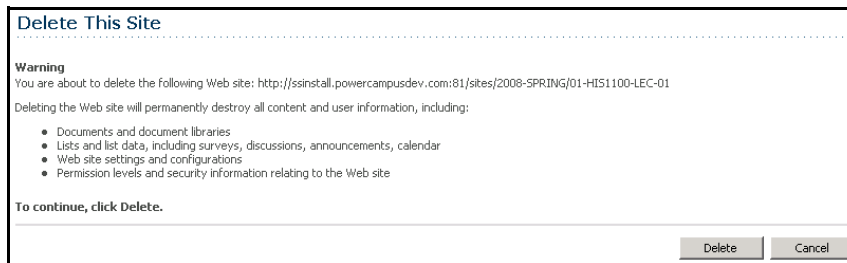 Delete This Site
Warning
You are about to delete the following Web site: http://ssinstall.powercampusdev.com:81/sites/2008-SPRING/01-HIS1100-LEC-01
Deleting the Web site will permanently destroy all content and user information, including:
Documents and document libraries
Lists and list data, including surveys, discussions, announcements, calendar
Web site settings and configurations
Permission levels and security information relating to the Web site
To continue, click Delete.
Delete Cancel